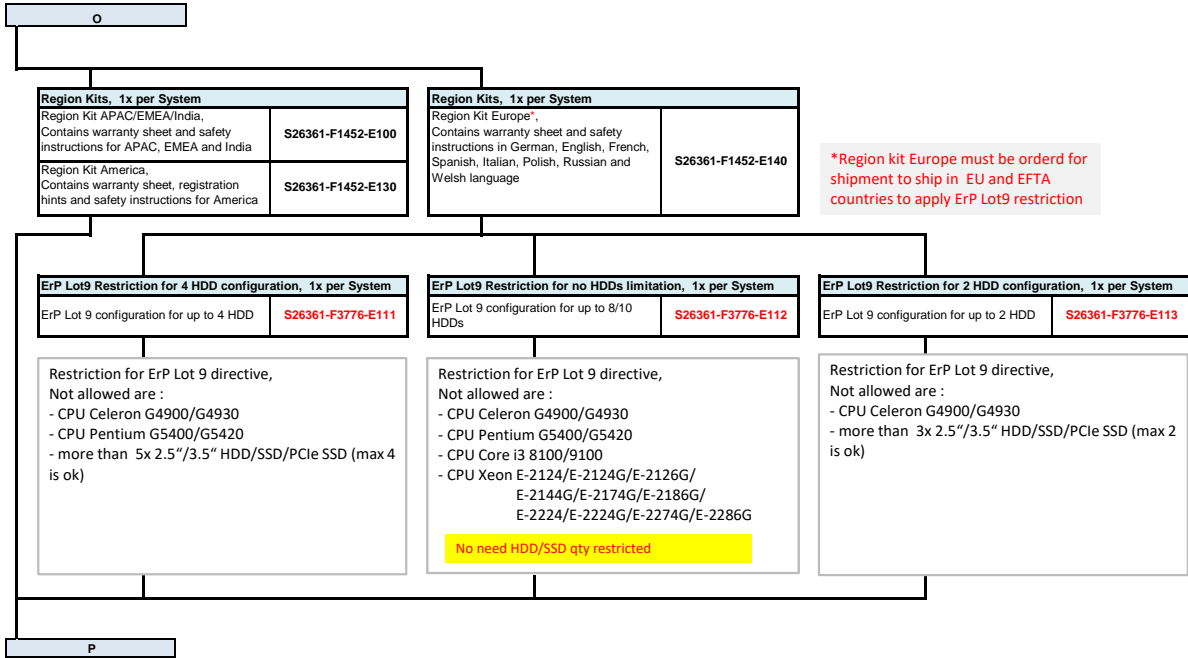 O
Region Kits, 1x per System
Region Kit APAC/EMEA/India,
Contains warranty sheet and safety
instructions for APAC, EMEA and India
S26361-F1452-E100
Region Kit America,
Contains warranty sheet, registration
hints and safety instructions for America
S26361-F1452-E130
Region Kits, 1x per System
Region Kit Europe*,
Contains warranty sheet and safety
instructions in German, English, French,
Spanish, Italian, Polish, Russian and
Welsh language
S26361-F1452-E140
*Region kit Europe must be orderd for
shipment to ship in EU and EFTA
countries to apply ErP Lot9 restriction
ErP Lot9 Restriction for 4 HDD configuration, 1x per System
ErP Lot 9 configuration for up to 4 HDD
S26361-F3776-E111
Restriction for ErP Lot 9 directive,
Not allowed are :
- CPU Celeron G4900/G4930
- CPU Pentium G5400/G5420
- more than 5x 2.5“/3.5“ HDD/SSD/PCIe SSD (max 4
is ok)
ErP Lot9 Restriction for no HDDs limitation, 1x per System
ErP Lot 9 configuration for up to 8/10
HDDs
S26361-F3776-E112
Restriction for ErP Lot 9 directive,
Not allowed are :
- CPU Celeron G4900/G4930
- CPU Pentium G5400/G5420
- CPU Core i3 8100/9100
- CPU Xeon E-2124/E-2124G/E-2126G/
E-2144G/E-2174G/E-2186G/
E-2224/E-2224G/E-2274G/E-2286G
No need HDD/SSD qty restricted
ErP Lot9 Restriction for 2 HDD configuration, 1x per System
ErP Lot 9 configuration for up to 2 HDD
S26361-F3776-E113
Restriction for ErP Lot 9 directive,
Not allowed are :
- CPU Celeron G4900/G4930
- more than 3x 2.5“/3.5“ HDD/SSD/PCIe SSD (max 2
is ok)
P